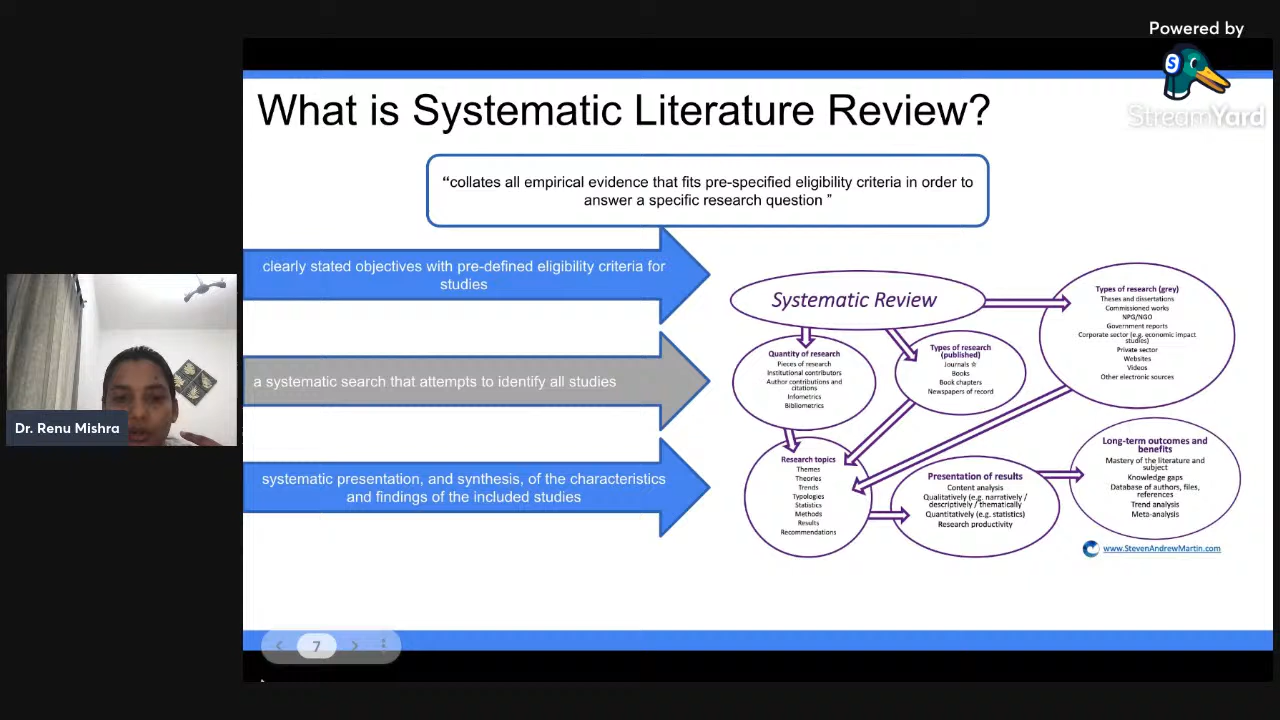 Powered by
S
StreamYard
What is Systematic Literature Review?
“collates all empirical evidence that fits pre-specified eligibility criteria in order to
answer a specific research question ”
clearly stated objectives with pre-defined eligibility criteria for
studies
a systematic search that attempts to identify all studies
systematic presentation, and synthesis, of the characteristics
and findings of the included studies
Systematic Review
Quantity of research
Pieces of research
Institutional contributors
Author contributions and
citations
Infometrics
Bibliometrics
Types of research
(published)
Journals ☆
Books
Book chapters
Newspapers of record
Types of research (grey)
Theses and dissertations
Commissioned works
NPG/NGO
Government reports
Corporate sector (e.g. economic impact
studies)
Private sector
Websites
Videos
Other electronic sources
Research topics
Themes
Theories
Trends
Typologies
Statistics
Methods
Results
Recommendations
Presentation of results
Content analysis
Qualitatively (e.g. narratively /
descriptively / thematically
Quantitatively (e.g. statistics)
Research productivity
Long-term outcomes and
benefits
Mastery of the literature and
subject
Knowledge gaps
Database of authors, files,
references
Trend analysis
Meta-analysis
www.StevenAndrewMartin.com
Dr. Renu Mishra
7